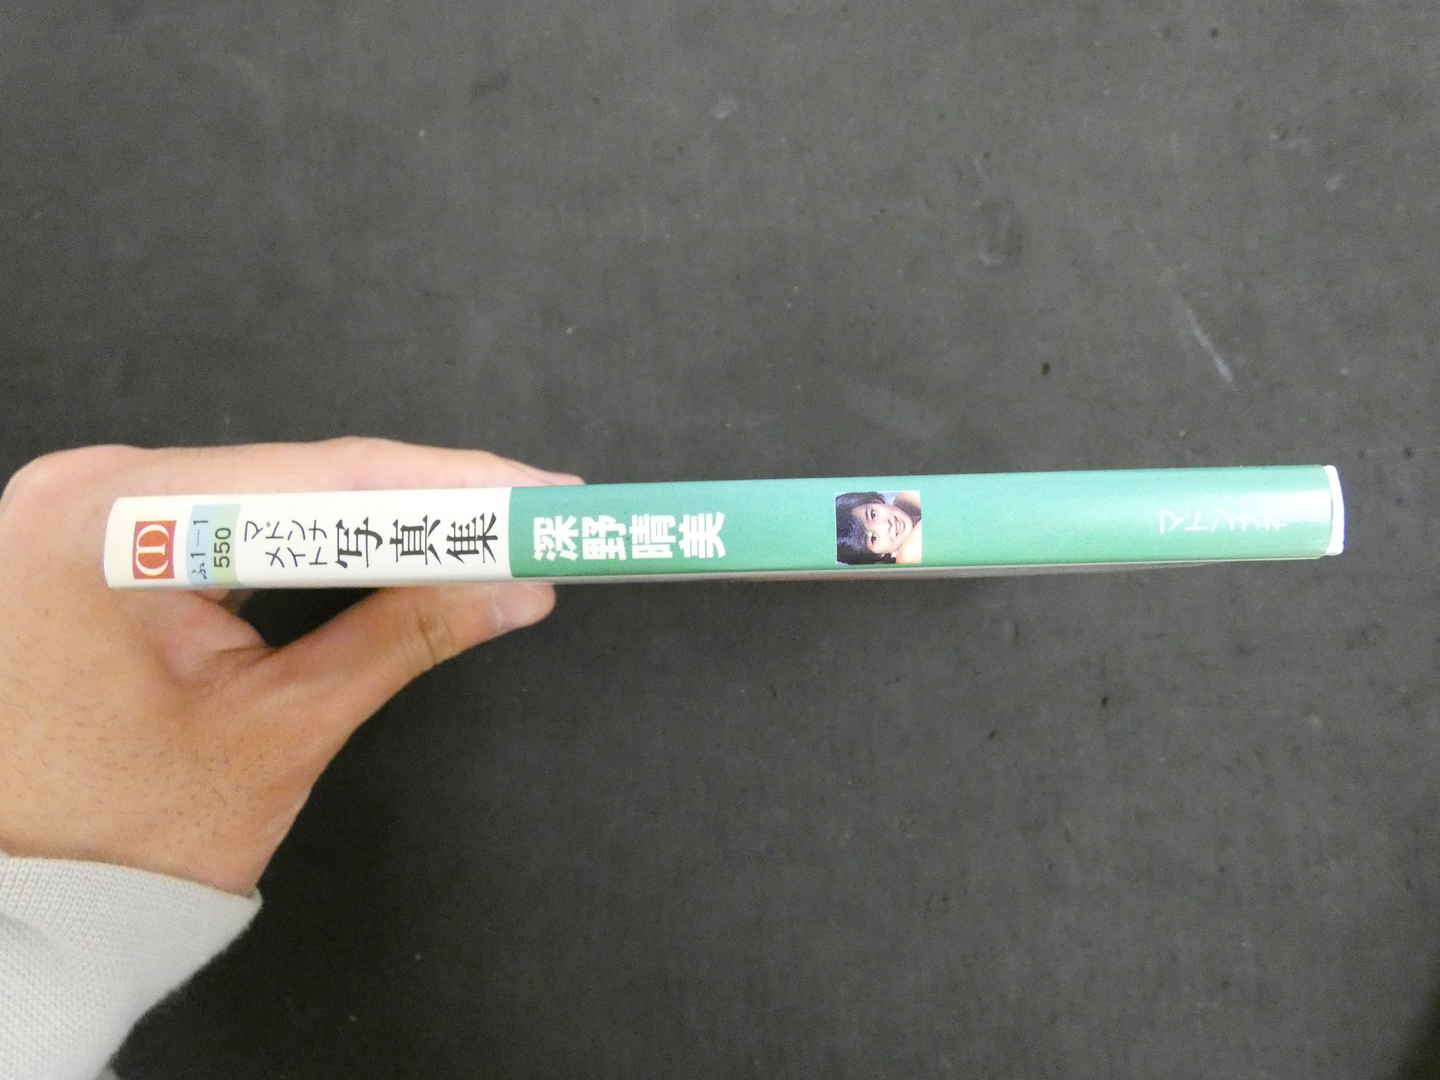 ふ1-1
550
マドンナ
メイト
写真集
深野晴美
マドンナ社